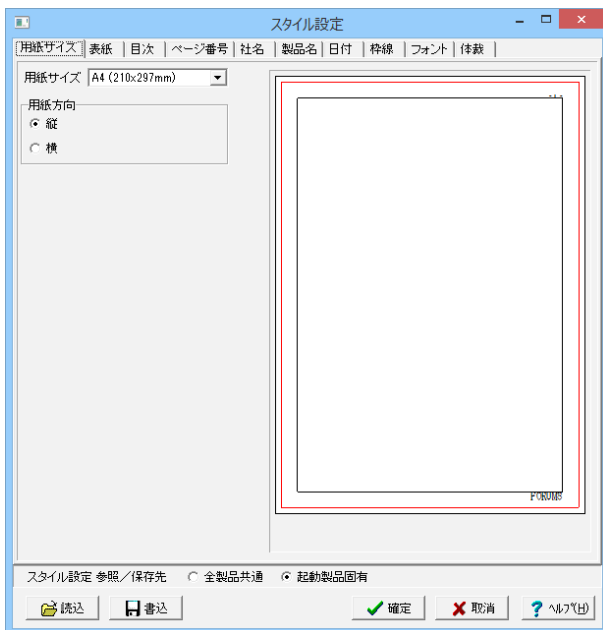 スタイル設定
用紙サイズ 表紙 目次 ページ番号 社名 製品名 日付 枠線 フォント 体裁
用紙サイズ A4 (210x297mm)
用紙方向
縦
横
FORUM8
スタイル設定 参照／保存先 全製品共通 起動製品固有
読込 書込 確定 取消 ヘルプ(H)